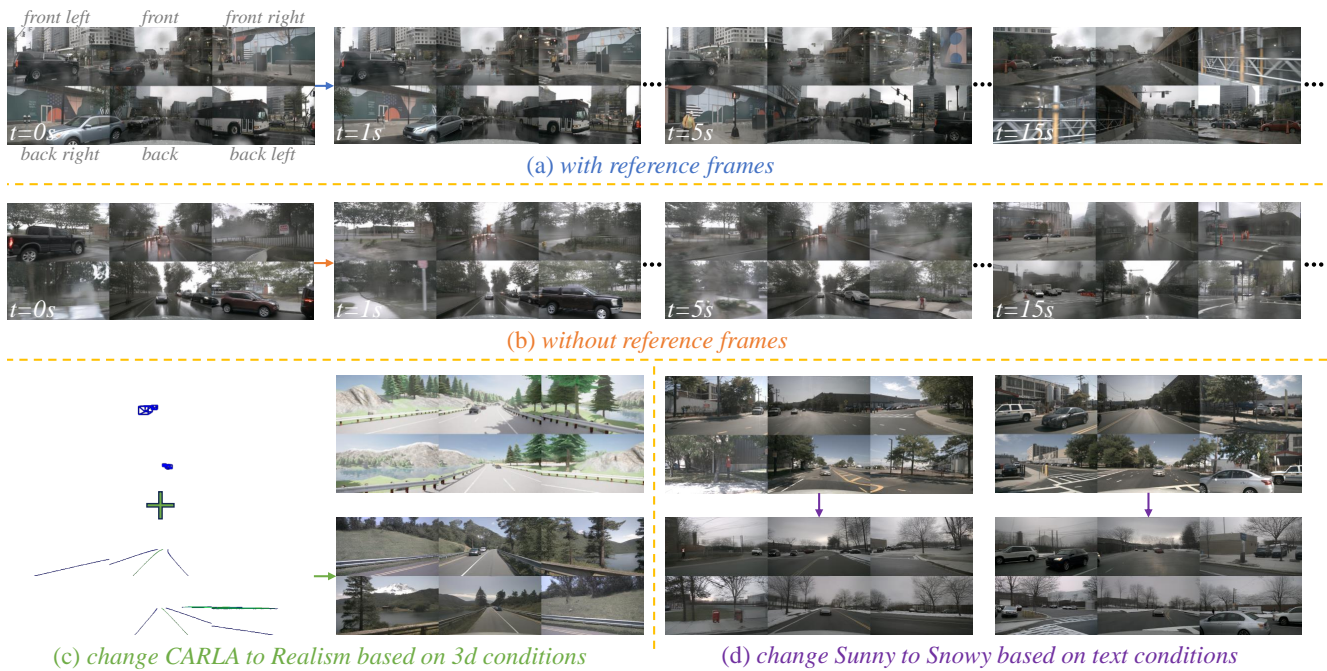 front left front front right
t=0s t=1s t=5s t=15s
back right back back left
(a) with reference frames
t=0s t=1s t=5s t=15s
(b) without reference frames
(c) change CARLA to Realism based on 3d conditions
(d) change Sunny to Snowy based on text conditions